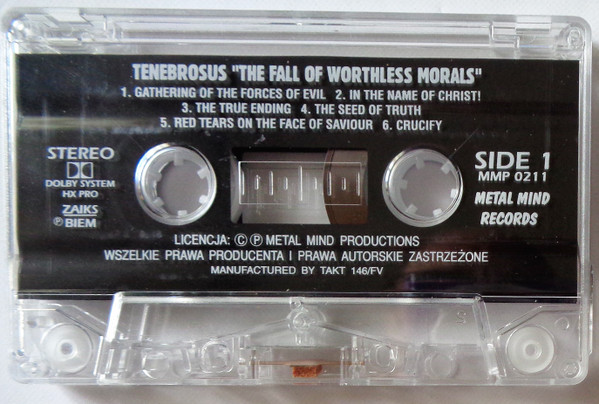 TENEBROSUS "THE FALL OF WORTHLESS MORALS"
1. GATHERING OF THE FORCES OF EVIL 2. IN THE NAME OF CHRIST!
3. THE TRUE ENDING 4. THE SEED OF TRUTH
5. RED TEARS ON THE FACE OF SAVIOUR 6. CRUCIFY
STEREO
DOLBY SYSTEM
HX PRO
ZAIKS
Ⓟ BIEM
SIDE 1
MMP 0211
METAL MIND
RECORDS
LICENCJA: © Ⓟ METAL MIND PRODUCTIONS
WSZELKIE PRAWA PRODUCENTA I PRAWA AUTORSKIE ZASTRZEŻONE
MANUFACTURED BY TAKT 146/FV